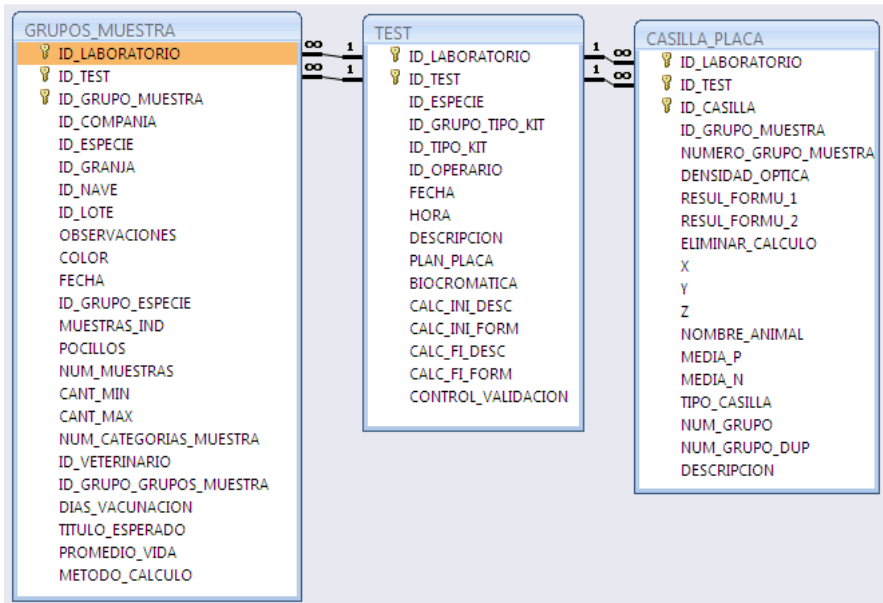 GRUPOS_MUESTRA
ID_LABORATORIO
ID_TEST
ID_GRUPO_MUESTRA
ID_COMPANIA
ID_ESPECIE
ID_GRANJA
ID_NAVE
ID_LOTE
OBSERVACIONES
COLOR
FECHA
ID_GRUPO_ESPECIE
MUESTRAS_IND
POCILLOS
NUM_MUESTRAS
CANT_MIN
CANT_MAX
NUM_CATEGORIAS_MUESTRA
ID_VETERINARIO
ID_GRUPO_GRUPOS_MUESTRA
DIAS_VACUNACION
TITULO_ESPERADO
PROMEDIO_VIDA
METODO_CALCULO
∞ 1
∞ 1
TEST
ID_LABORATORIO
ID_TEST
ID_ESPECIE
ID_GRUPO_TIPO_KIT
ID_TIPO_KIT
ID_OPERARIO
FECHA
HORA
DESCRIPCION
PLAN_PLACA
BIOCROMATICA
CALC_INI_DESC
CALC_INI_FORM
CALC_FI_DESC
CALC_FI_FORM
CONTROL_VALIDACION
1 ∞
1 ∞
CASILLA_PLACA
ID_LABORATORIO
ID_TEST
ID_CASILLA
ID_GRUPO_MUESTRA
NUMERO_GRUPO_MUESTRA
DENSIDAD_OPTICA
RESUL_FORMU_1
RESUL_FORMU_2
ELIMINAR_CALCULO
X
Y
Z
NOMBRE_ANIMAL
MEDIA_P
MEDIA_N
TIPO_CASILLA
NUM_GRUPO
NUM_GRUPO_DUP
DESCRIPCION